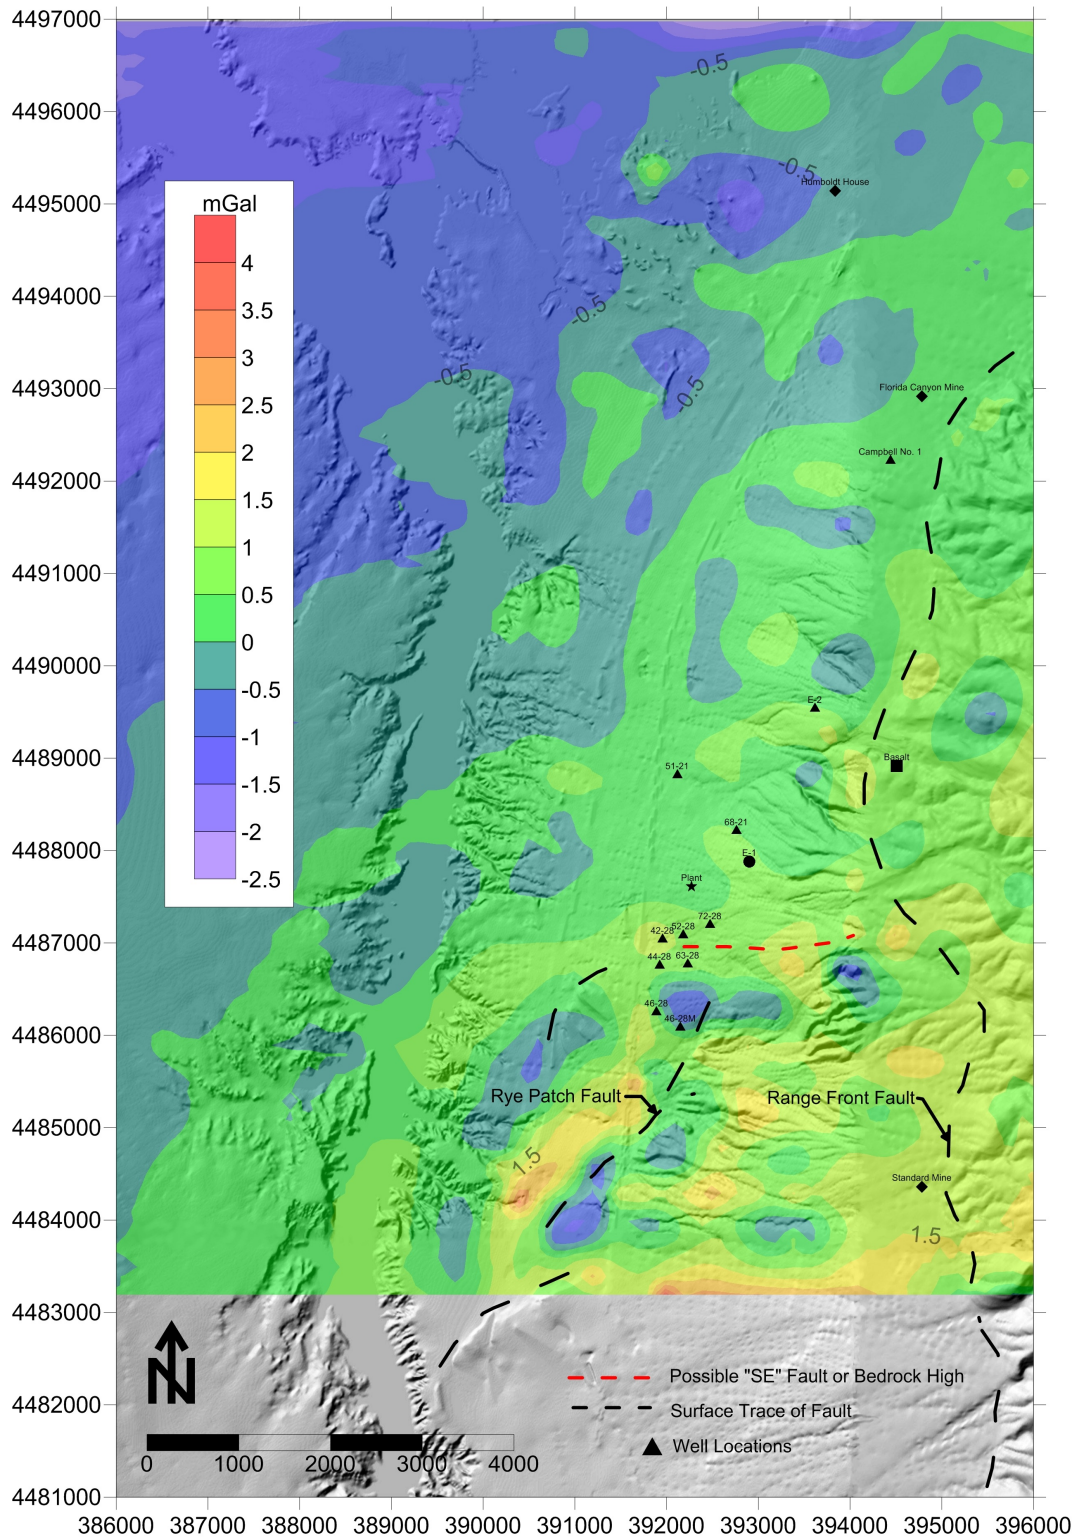 4497000
-0.5
4496000
-0.5
Humboldt House
4495000
mGal
4
3.5
3
2.5
2
1.5
1
0.5
0
-0.5
-1
-1.5
-2
-2.5
4494000
-0.5
4493000
-0.5
-0.5
Florida Canyon Mine
Campbell No. 1
4492000
4491000
4490000
E-2
4489000
Basalt
51-21
68-21
4488000
E-1
Plant
72-28
4487000
42-28
52-28
44-28
63-28
46-28
46-28M
4486000
Rye Patch Fault
Range Front Fault
4485000
1.5
Standard Mine
4484000
1.5
4483000
N
Possible "SE" Fault or Bedrock High
4482000
Surface Trace of Fault
Well Locations
0 1000 2000 3000 4000
4481000
386000 387000 388000 389000 390000 391000 392000 393000 394000 395000 396000